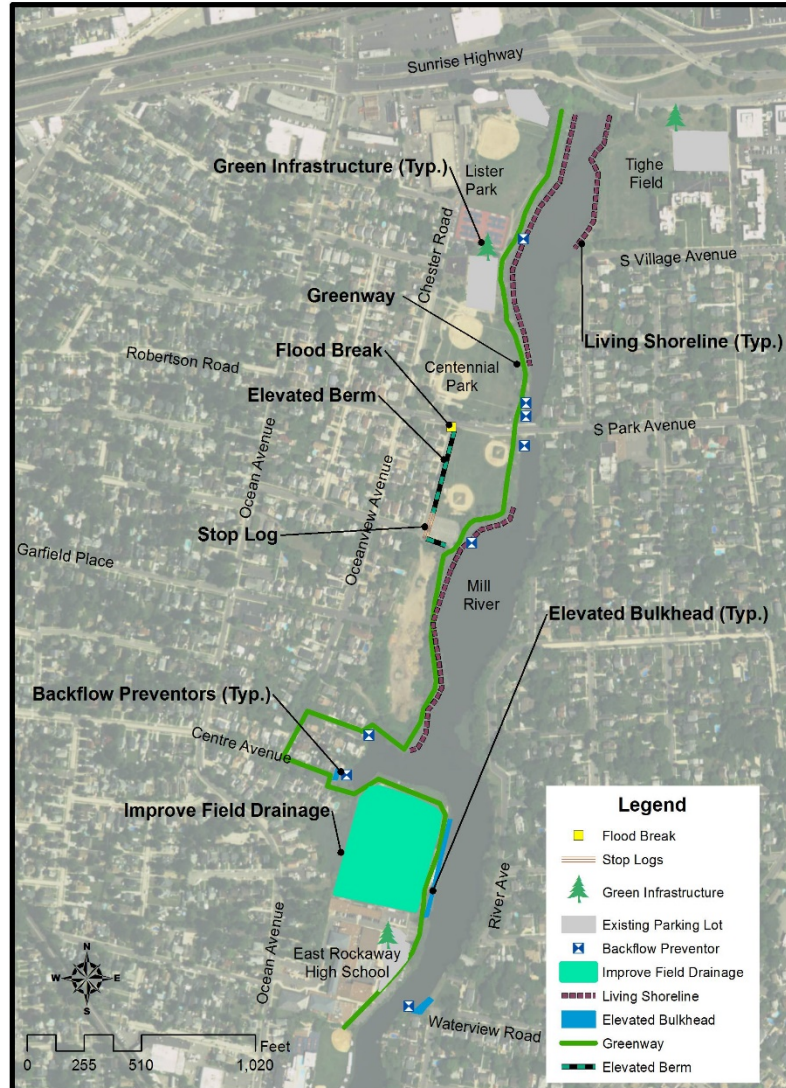 Sunrise Highway
Green Infrastructure (Typ.)
Lister
Park
Tighe
Field
Chester Road
S Village Avenue
Greenway
Living Shoreline (Typ.)
Flood Break
Robertson Road
Centennial
Park
Elevated Berm
S Park Avenue
Ocean Avenue
Oceanview Avenue
Stop Log
Garfield Place
Mill
River
Elevated Bulkhead (Typ.)
Backflow Preventors (Typ.)
Centre Avenue
Improve Field Drainage
River Ave
Ocean Avenue
East Rockaway
High School
Waterview Road
N
W E
S
Feet
0 255 510 1,020
Legend
Flood Break
Stop Logs
Green Infrastructure
Existing Parking Lot
Backflow Preventor
Improve Field Drainage
Living Shoreline
Elevated Bulkhead
Greenway
Elevated Berm